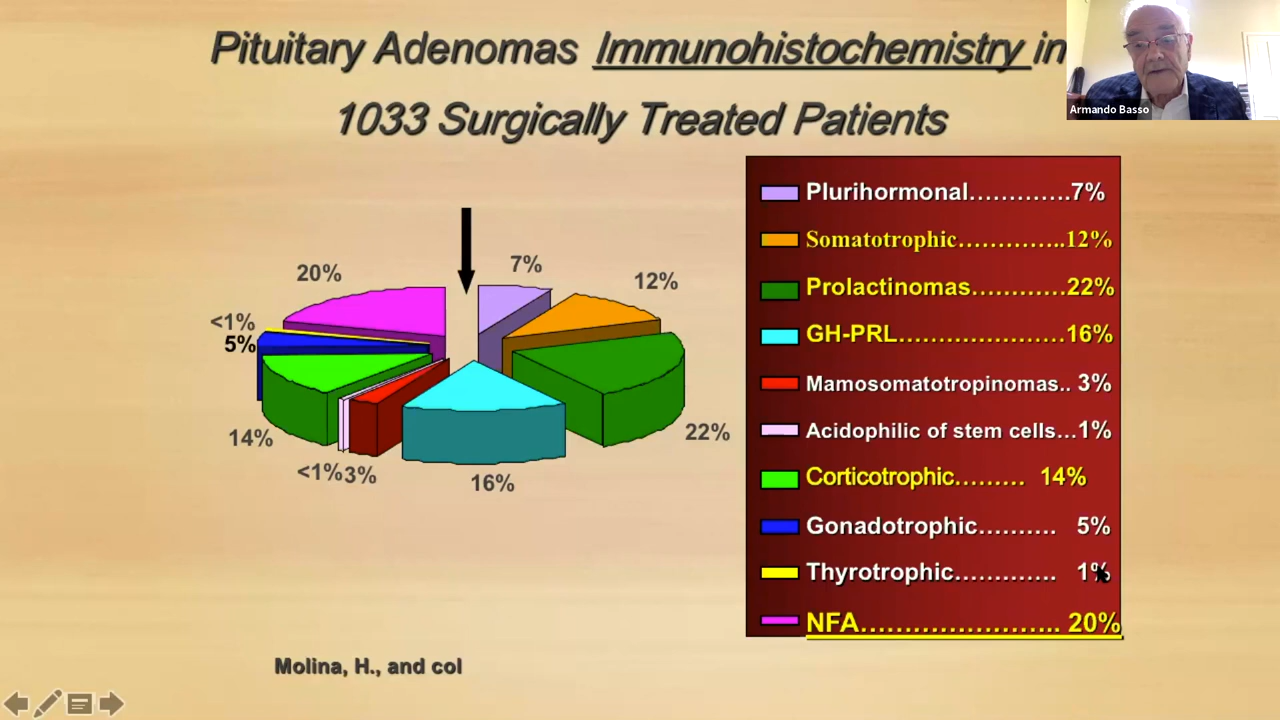 Pituitary Adenomas Immunohistochemistry in
1033 Surgically Treated Patients
Armando Basso
7%
12%
22%
16%
3%
<1%
14%
5%
<1%
20%
Plurihormonal.............7%
Somatotrophic..............12%
Prolactinomas............22%
GH-PRL.....................16%
Mamosomatotropinomas.. 3%
Acidophilic of stem cells...1%
Corticotrophic......... 14%
Gonadotrophic.......... 5%
Thyrotrophic............. 1%
NFA....................... 20%
Molina, H., and col